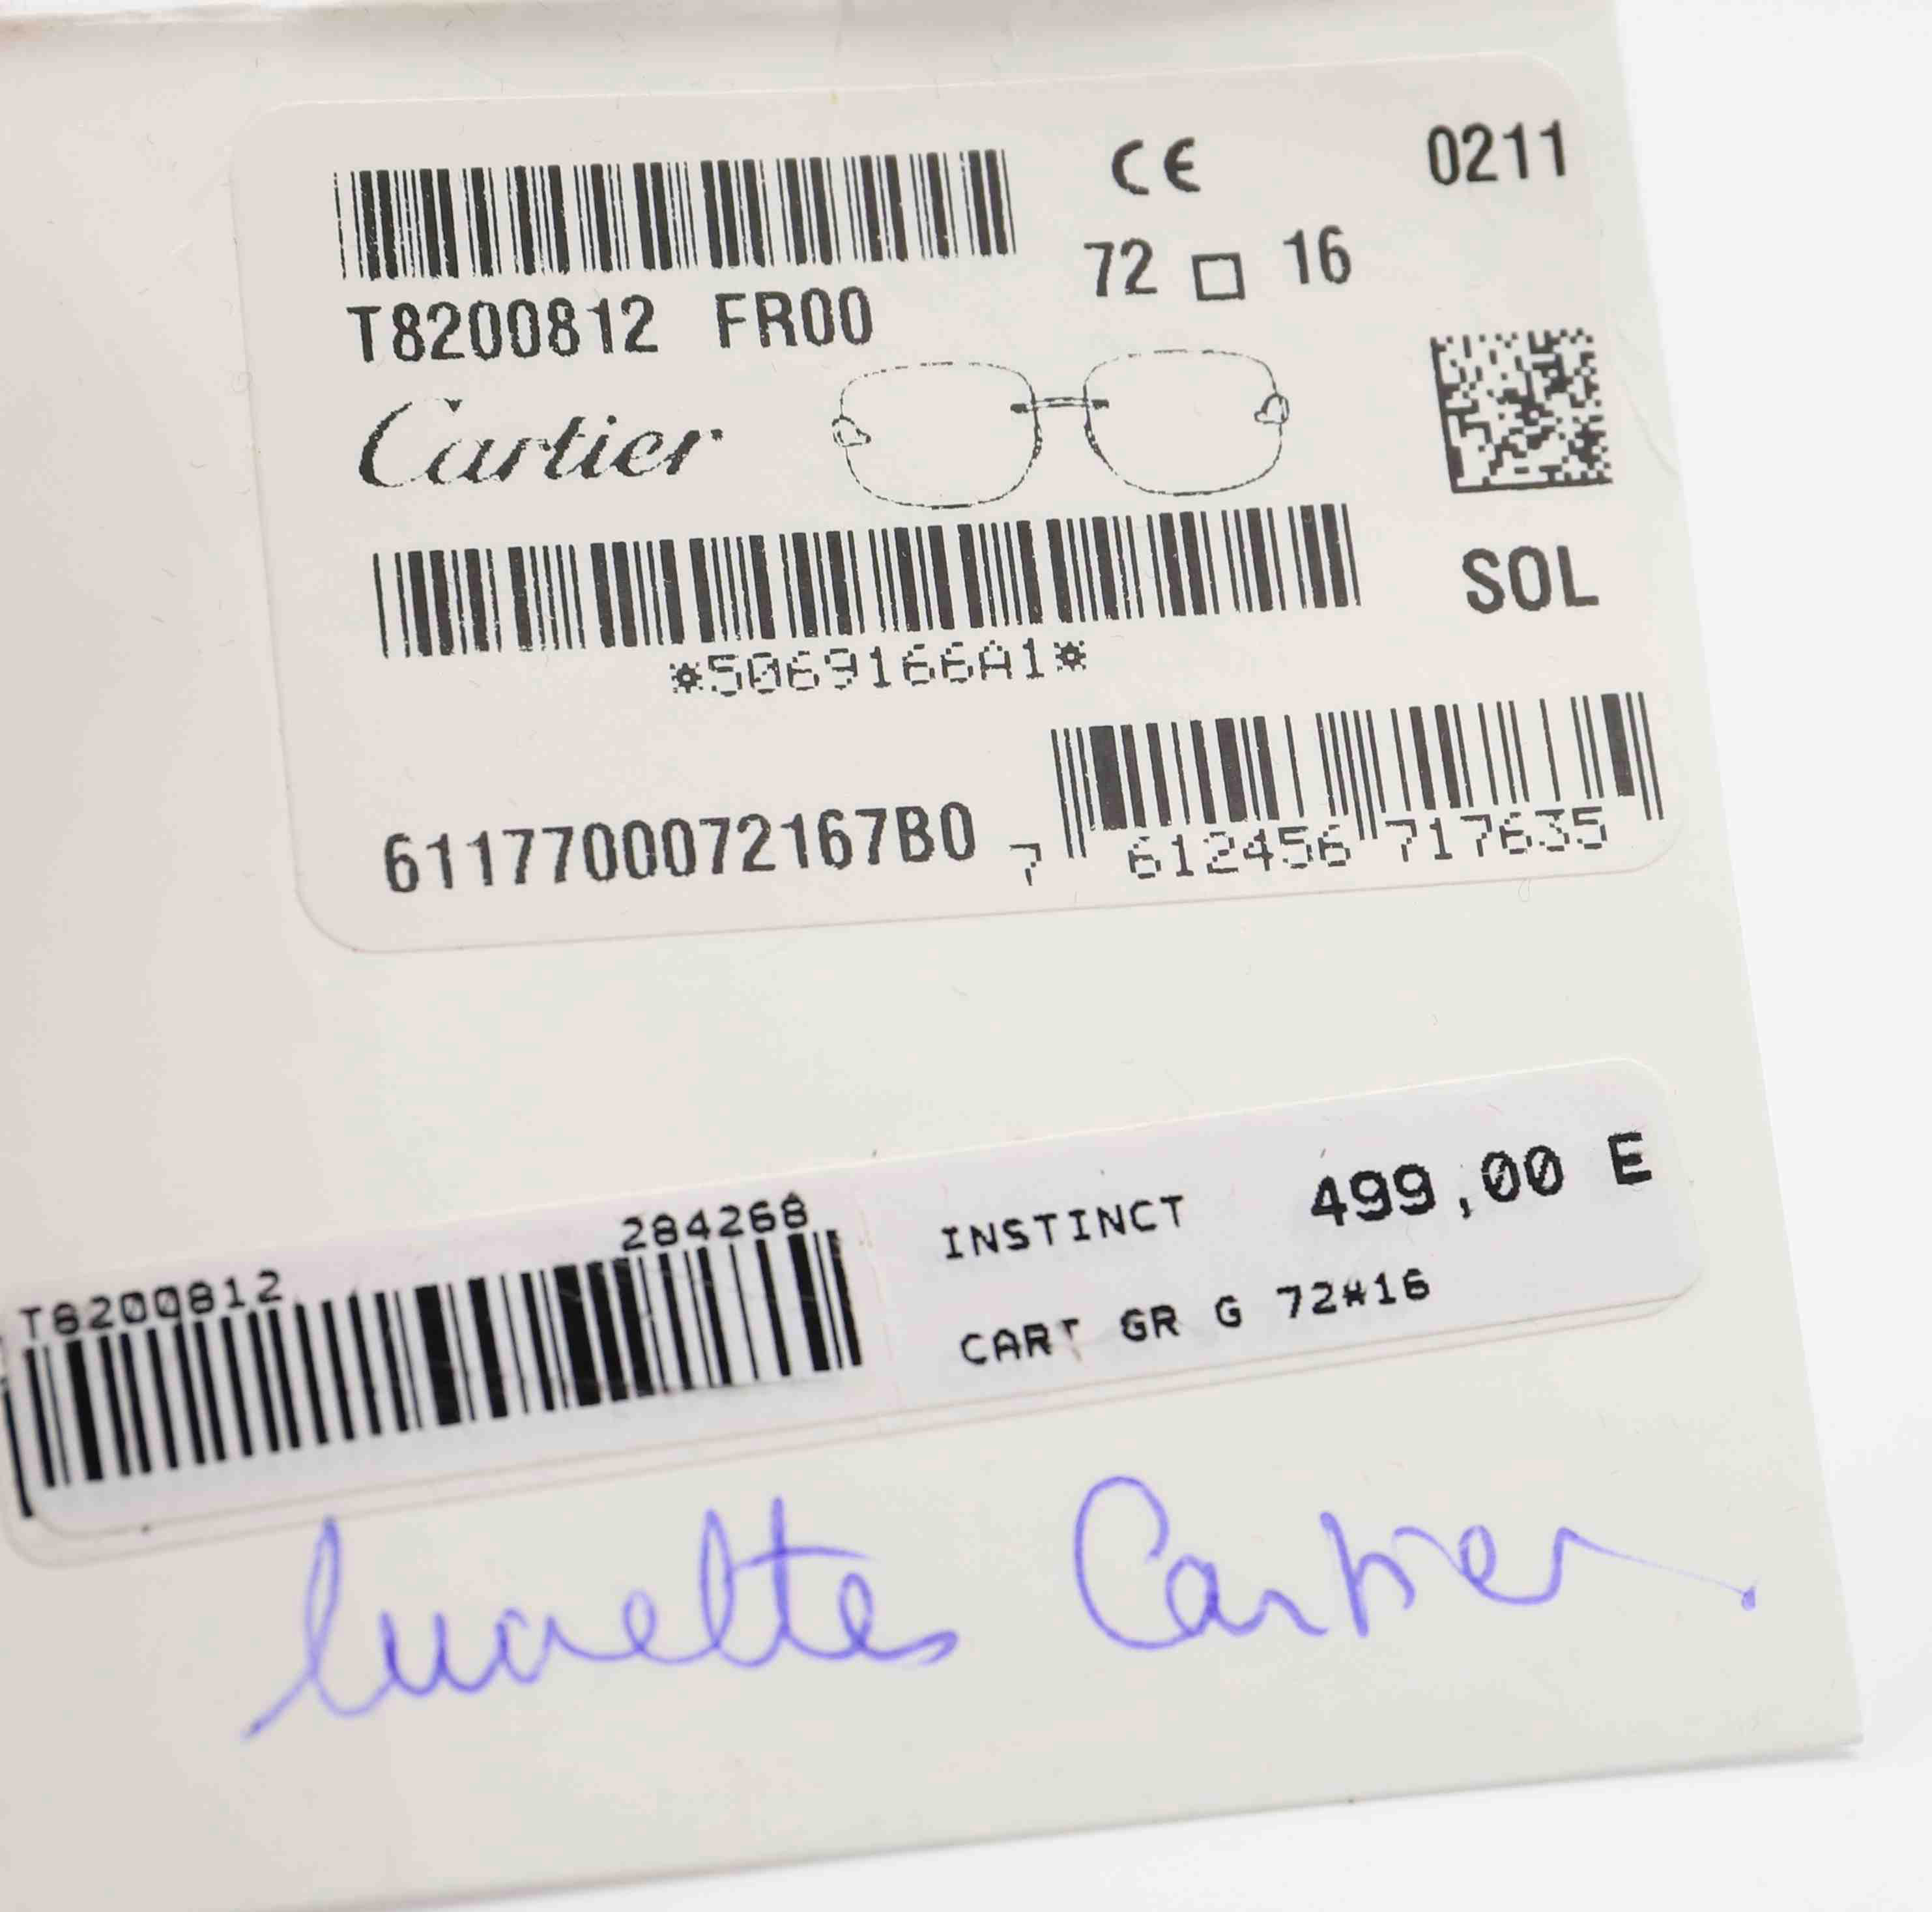 CE 0211
72 □ 16
T8200812 FR00
Cartier
SOL
*5069166A1*
6117700072167B0
7 612456 717635
T8200812 284268
INSTINCT 499,00 E
CART GR G 72*16
lunettes Cartier